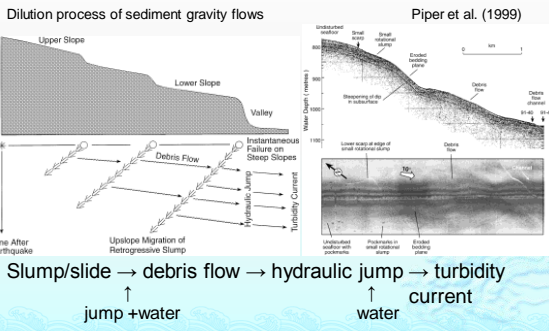 Dilution process of sediment gravity flows
Piper et al. (1999)
Upper Slope
Lower Slope
Valley
Instantaneous
Failure on
Steep Slopes
Debris Flow
Hydraulic Jump
Turbidity Current
Upslope Migration of
Retrogressive Slump
me After
rthquake
Undisturbed
seafloor
Small
scarp
Small
rotational
slump
Eroded
bedding
plane
0 1
km
Debris
flow
Debris
flow
channel
Steepening of dip
in subsurface
Water Depth (metres)
800
900
1000
1100
Lower scarp at edge of
small rotational slump
Debris
flow
Undisturbed
seafloor with
pockmarks
Pockmarks in
small rotational
slump
Eroded
bedding
plane
Slump/slide → debris flow → hydraulic jump → turbidity
current
↑
jump +water
↑
water